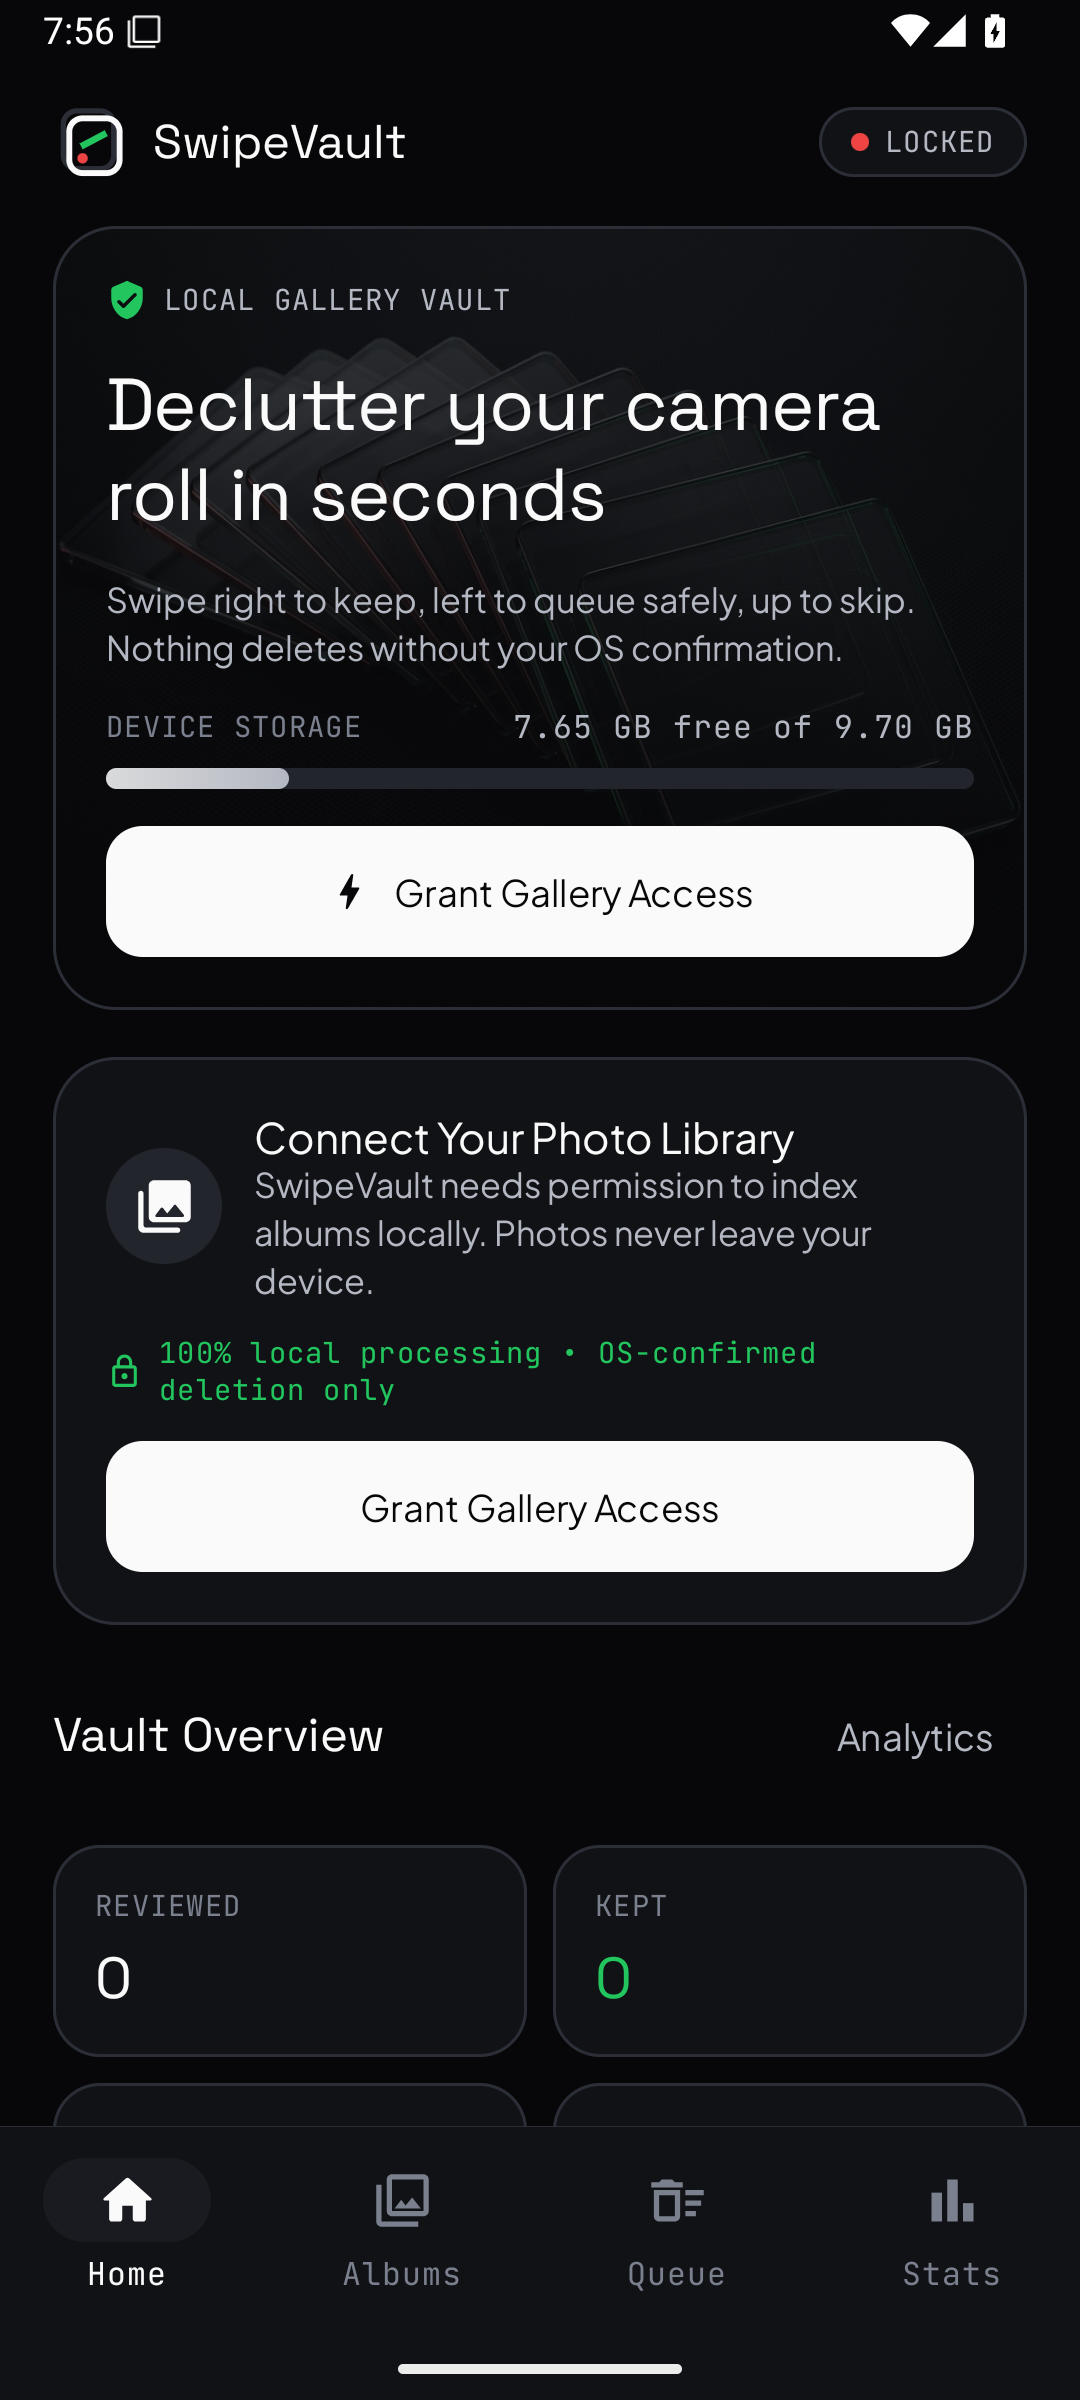 7:56
SwipeVault
LOCKED
LOCAL GALLERY VAULT
Declutter your camera
roll in seconds
Swipe right to keep, left to queue safely, up to skip.
Nothing deletes without your OS confirmation.
DEVICE STORAGE
7.65 GB free of 9.70 GB
Grant Gallery Access
Connect Your Photo Library
SwipeVault needs permission to index
albums locally. Photos never leave your
device.
100% local processing • OS-confirmed
deletion only
Grant Gallery Access
Vault Overview
Analytics
REVIEWED
0
KEPT
0
Home
Albums
Queue
Stats